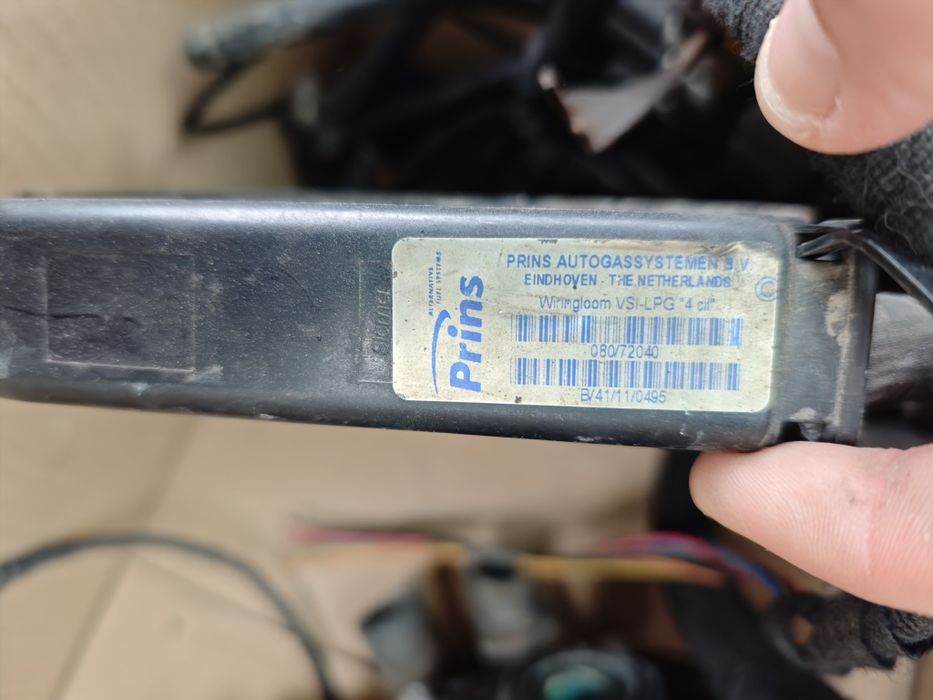 PRINS AUTOGASSYSTEMEN B.V.
EINDHOVEN - THE NETHERLANDS
Wiringloom VSI-LPG "4 cil"
080/72040
B/41/11/0495
Prins
ALTERNATIVE
FUEL SYSTEMS
©